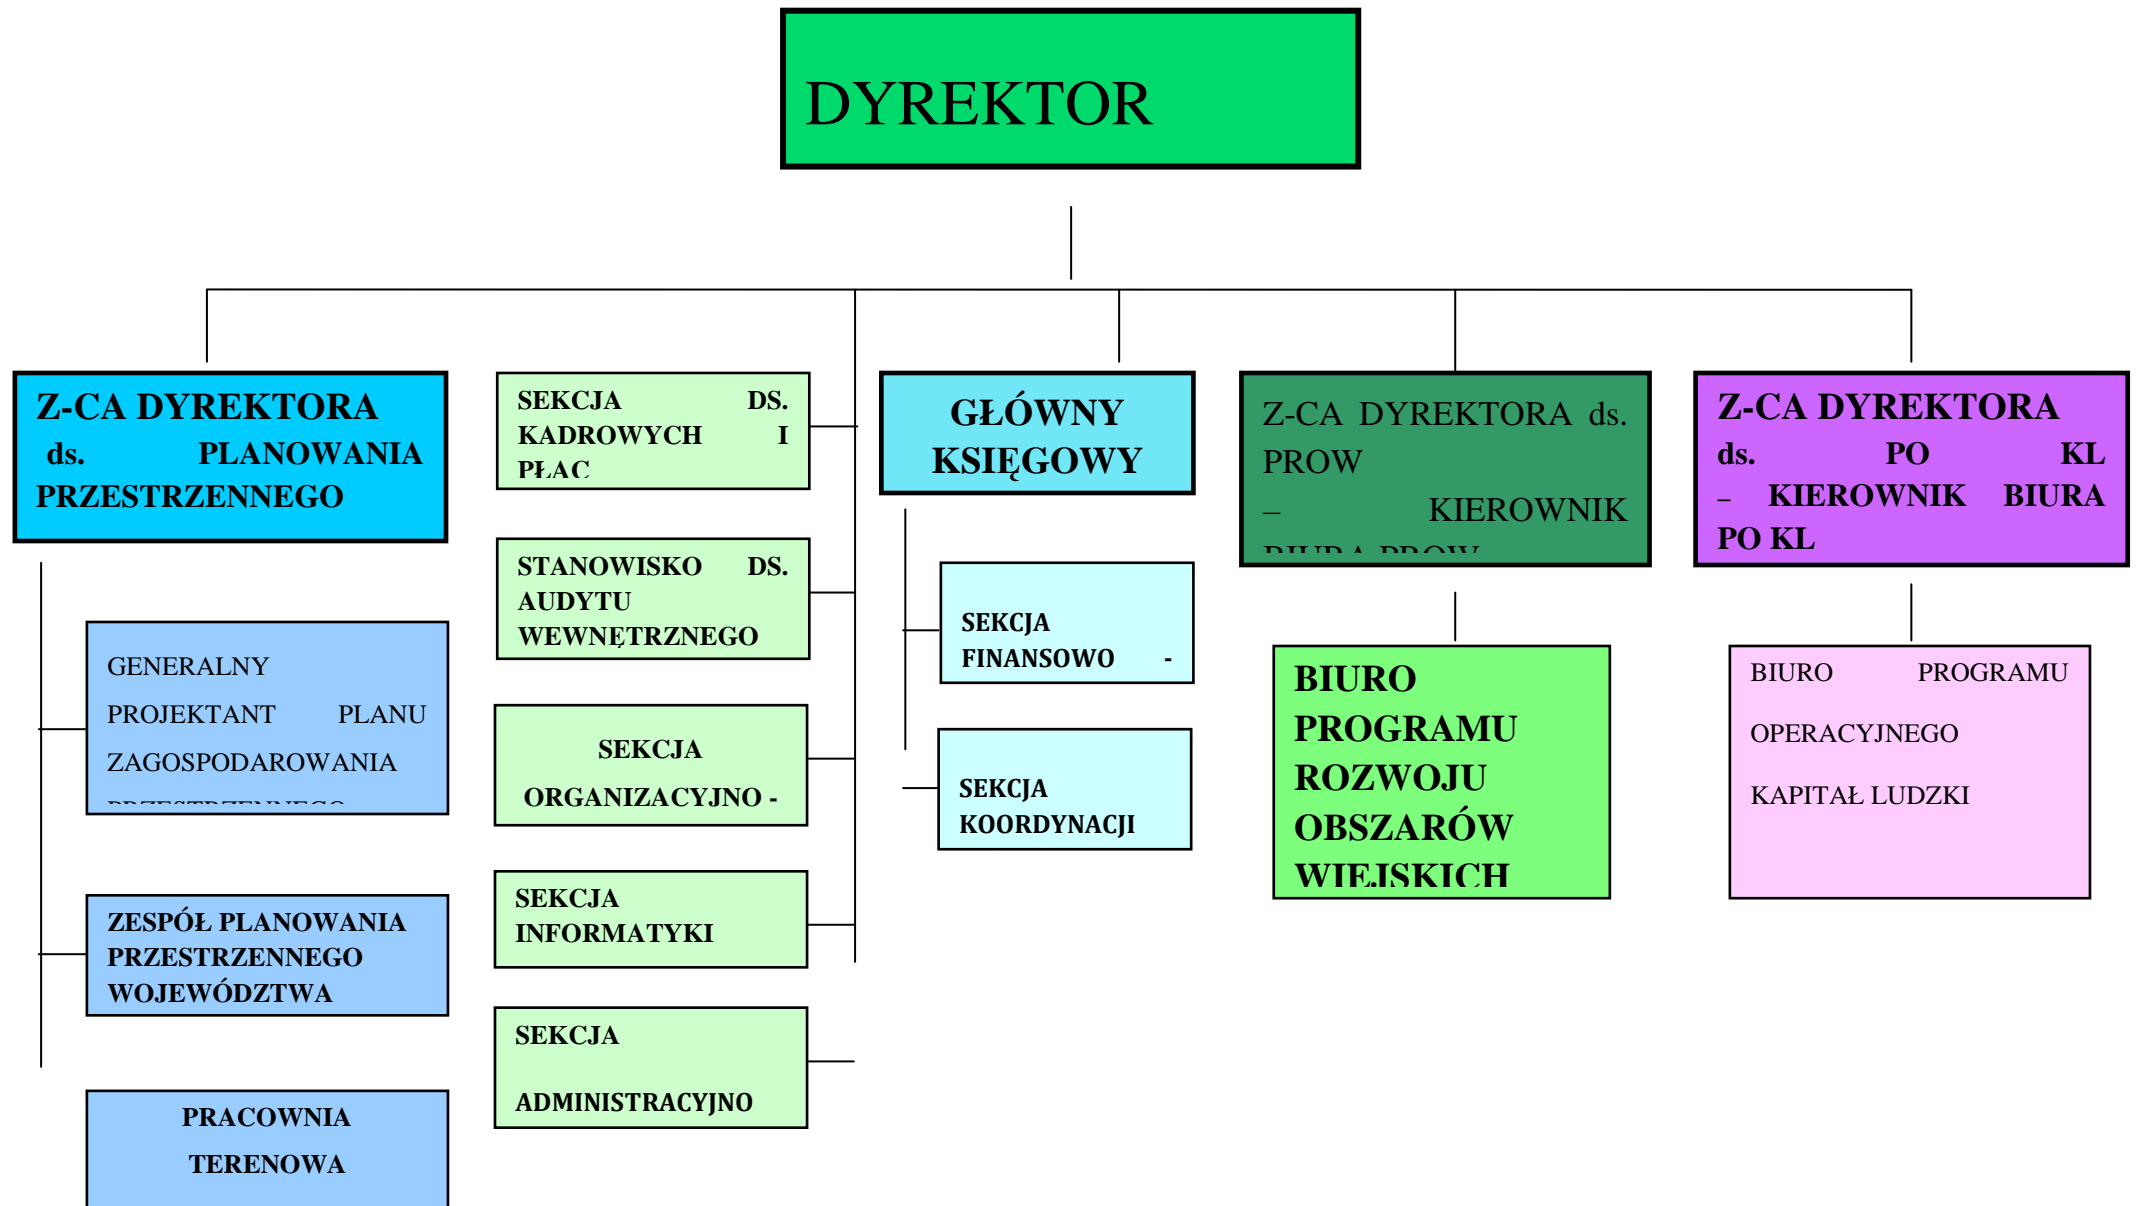 DYREKTOR
Z-CA DYREKTORA
ds. PLANOWANIA
PRZESTRZENNEGO
GENERALNY
PROJEKTANT PLANU
ZAGOSPODAROWANIA
PRZESTRZENNEGO
ZESPÓŁ PLANOWANIA
PRZESTRZENNEGO
WOJEWÓDZTWA
PRACOWNIA
TERENOWA
SEKCJA DS.
KADROWYCH I
PŁAC
STANOWISKO DS.
AUDYTU
WEWNĘTRZNEGO
SEKCJA
ORGANIZACYJNO -
SEKCJA
INFORMATYKI
SEKCJA
ADMINISTRACYJNO
GŁÓWNY
KSIĘGOWY
SEKCJA
FINANSOWO -
SEKCJA
KOORDYNACJI
Z-CA DYREKTORA ds.
PROW
– KIEROWNIK
BIURA PROW
BIURO
PROGRAMU
ROZWOJU
OBSZARÓW
WIEJSKICH
Z-CA DYREKTORA
ds. PO KL
– KIEROWNIK BIURA
PO KL
BIURO PROGRAMU
OPERACYJNEGO
KAPITAŁ LUDZKI